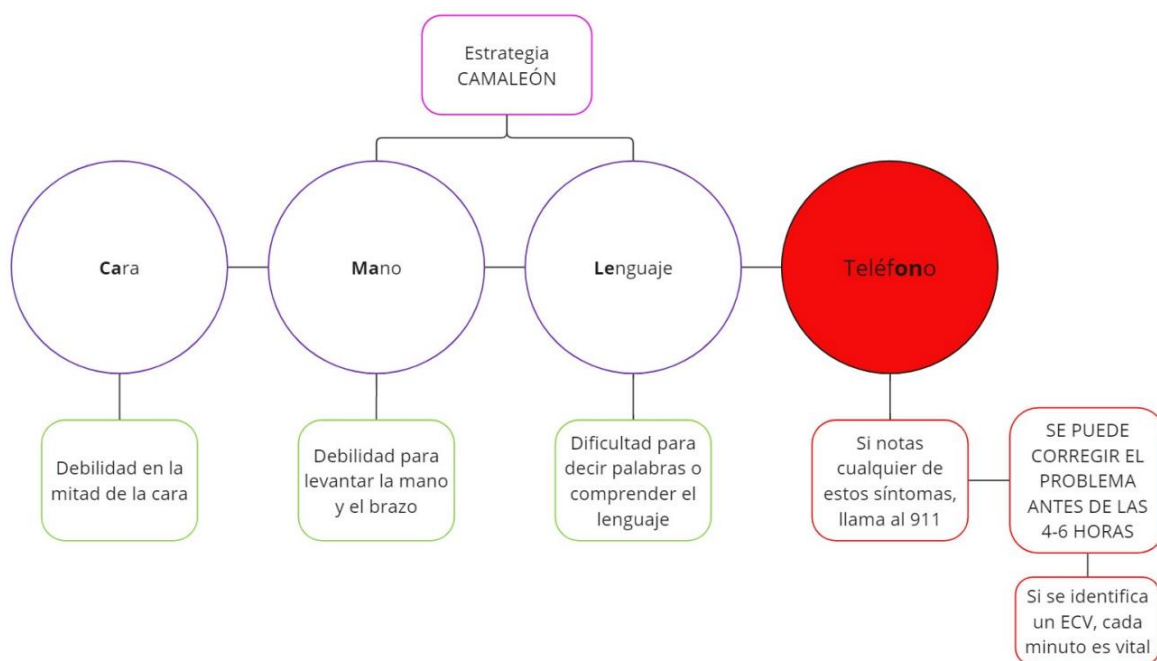 Estrategia
CAMALEÓN
Cara
Mano
Lenguaje
Teléfono
Debilidad en la
mitad de la cara
Debilidad para
levantar la mano
y el brazo
Dificultad para
decir palabras o
comprender el
lenguaje
Si notas
cualquier de
estos síntomas,
llama al 911
SE PUEDE
CORREGIR EL
PROBLEMA
ANTES DE LAS
4-6 HORAS
Si se identifica
un ECV, cada
minuto es vital